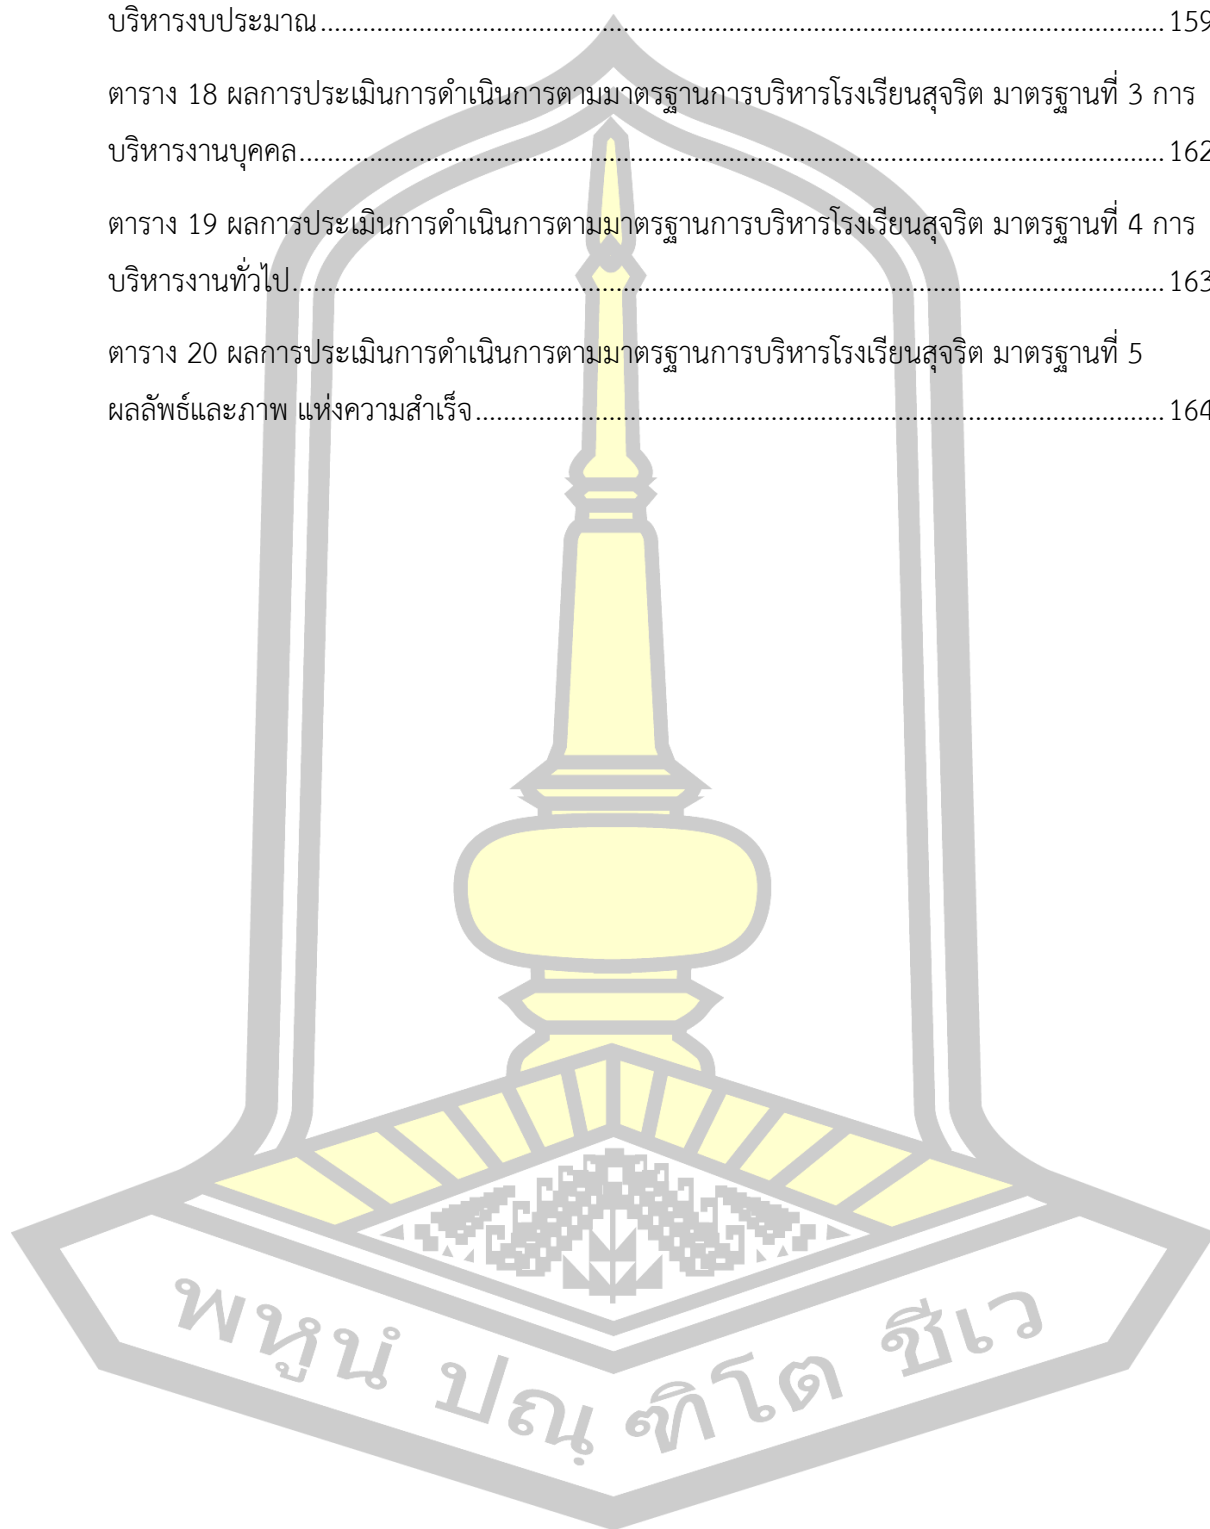 บริหารงบประมาณ........................................................................................................................ 159
ตาราง 18 ผลการประเมินการดำเนินการตามมาตรฐานการบริหารโรงเรียนสุจริต มาตรฐานที่ 3 การ
บริหารงานบุคคล........................................................................................................................... 162
ตาราง 19 ผลการประเมินการดำเนินการตามมาตรฐานการบริหารโรงเรียนสุจริต มาตรฐานที่ 4 การ
บริหารงานทั่วไป............................................................................................................................ 163
ตาราง 20 ผลการประเมินการดำเนินการตามมาตรฐานการบริหารโรงเรียนสุจริต มาตรฐานที่ 5
ผลลัพธ์และภาพ แห่งความสำเร็จ.................................................................................................. 164
พหูนํ ปณฺ ฑิโต ชีเว